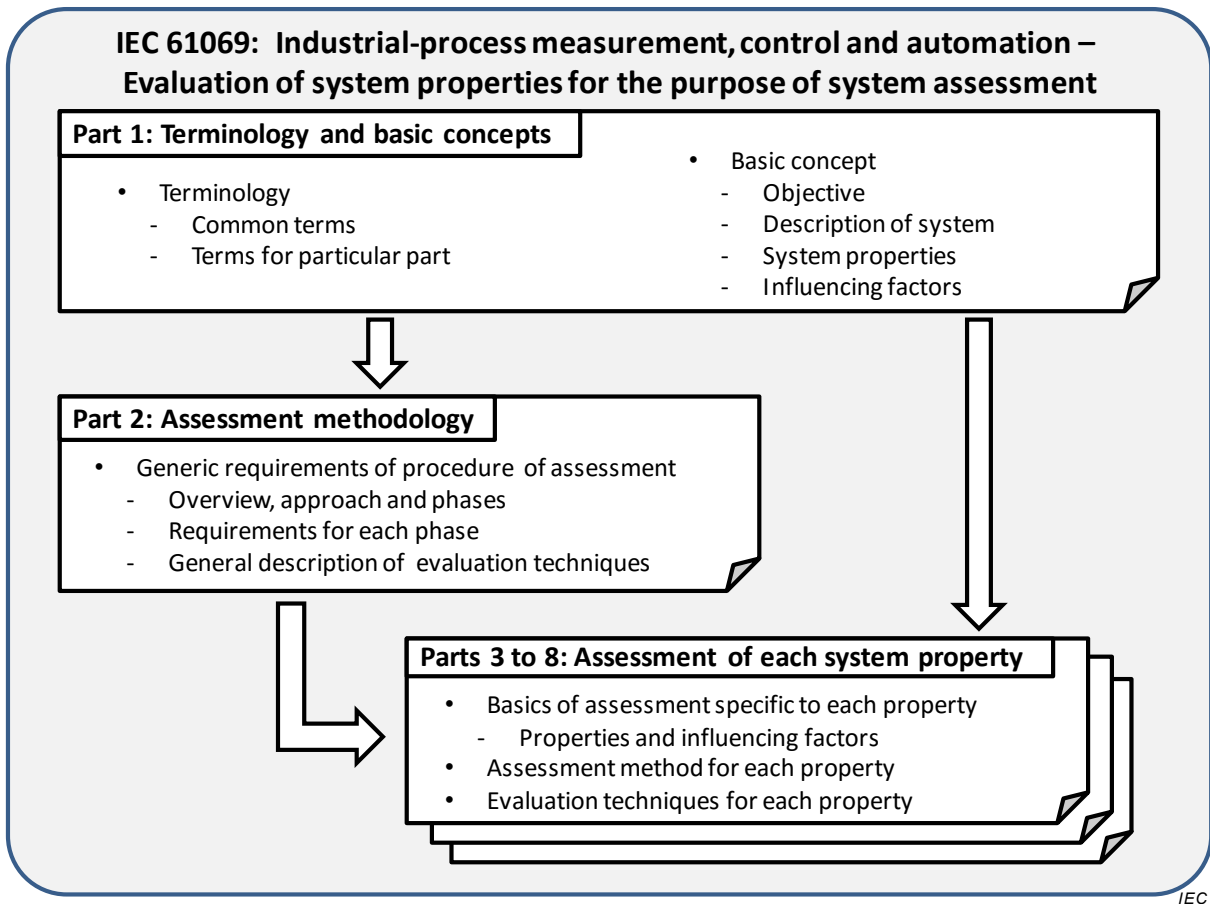 IEC 61069: Industrial-process measurement, control and automation –
Evaluation of system properties for the purpose of system assessment
Part 1: Terminology and basic concepts
• Terminology
- Common terms
- Terms for particular part
• Basic concept
- Objective
- Description of system
- System properties
- Influencing factors
Part 2: Assessment methodology
• Generic requirements of procedure of assessment
- Overview, approach and phases
- Requirements for each phase
- General description of evaluation techniques
Parts 3 to 8: Assessment of each system property
• Basics of assessment specific to each property
- Properties and influencing factors
• Assessment method for each property
• Evaluation techniques for each property
IEC